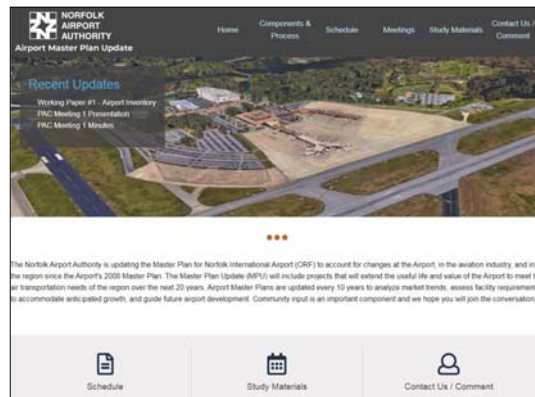 NORFOLK
AIRPORT
AUTHORITY
Airport Master Plan Update
Home
Components &
Process
Schedule
Meetings
Study Materials
Contact Us /
Comment
Recent Updates
Working Paper #1 - Airport Inventory
PAC Meeting 1 Presentation
PAC Meeting 1 Minutes
The Norfolk Airport Authority is updating the Master Plan for Norfolk International Airport (ORF) to account for changes at the Airport, in the aviation industry, and in
the region since the Airport's 2008 Master Plan. The Master Plan Update (MPU) will include projects that will extend the useful life and value of the Airport to meet t
air transportation needs of the region over the next 20 years. Airport Master Plans are updated every 10 years to analyze market trends, assess facility requirement
to accommodate anticipated growth, and guide future airport development. Community input is an important component and we hope you will join the conversation.
Schedule
Study Materials
Contact Us / Comment